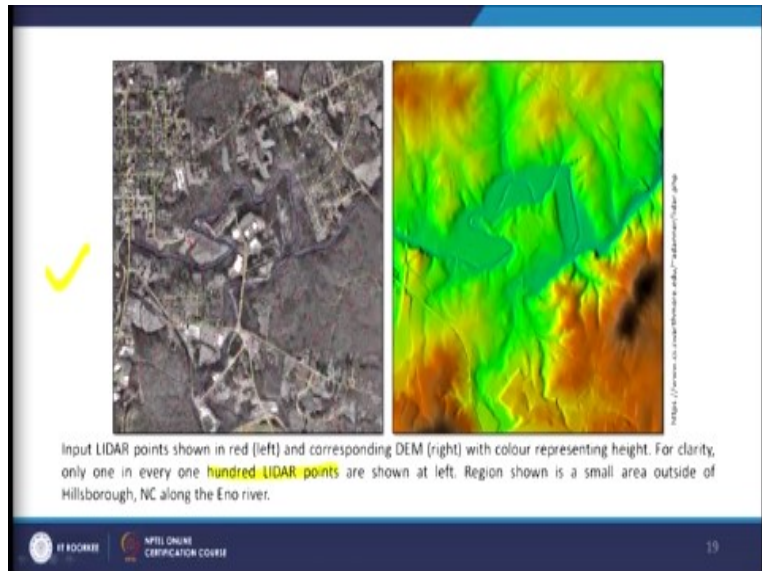 Input LIDAR points shown in red (left) and corresponding DEM (right) with colour representing height. For clarity,
only one in every one hundred LIDAR points are shown at left. Region shown is a small area outside of
Hillsborough, NC along the Eno river.
IIT ROORKEE
NPTEL ONLINE
CERTIFICATION COURSE
19